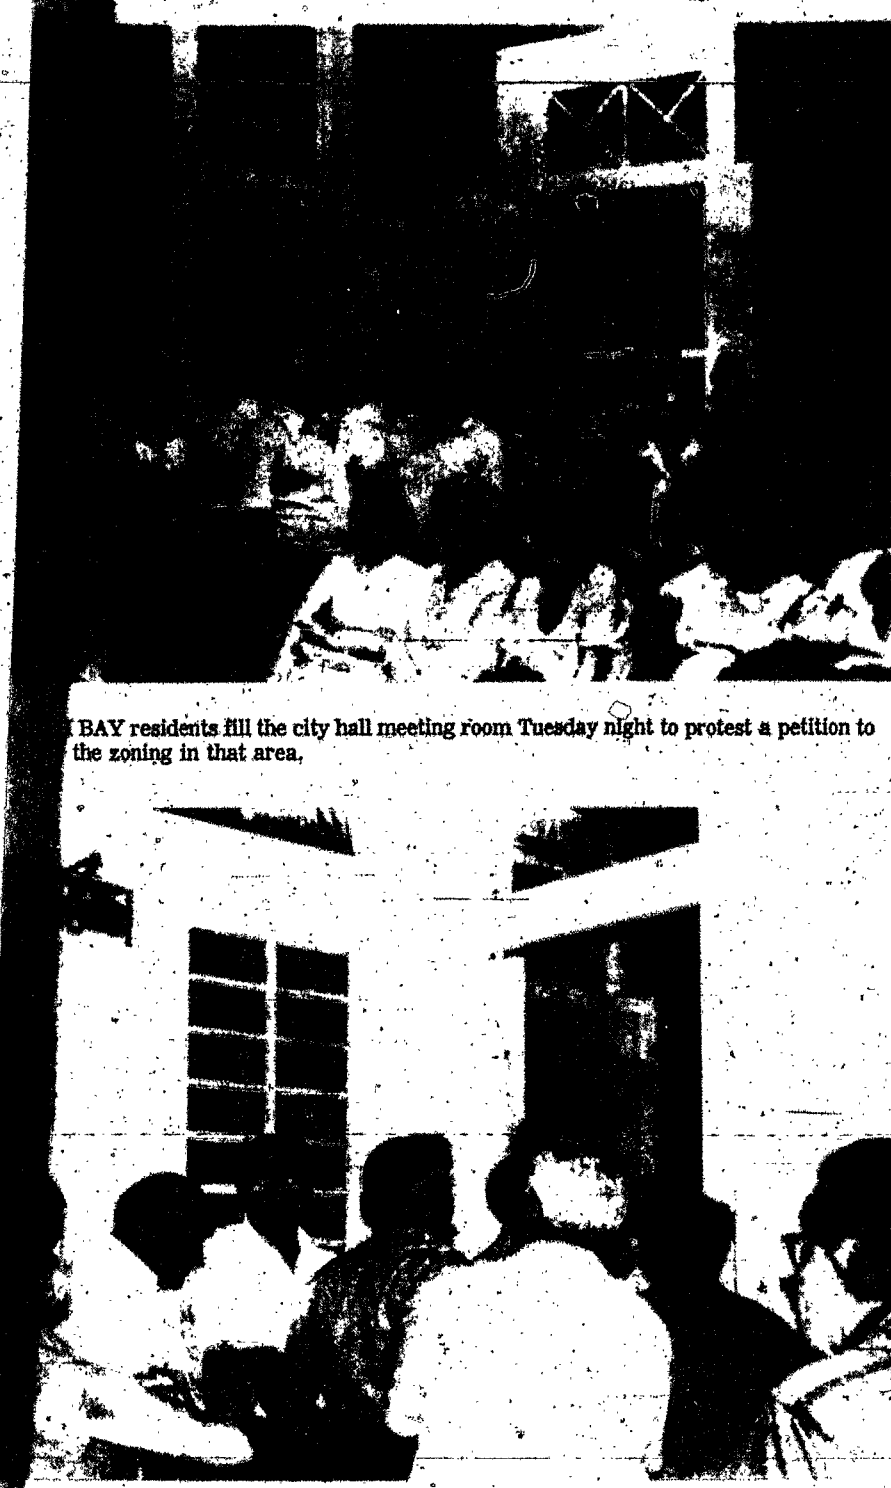 BAY residents fill the city hall meeting room Tuesday night to protest a petition to
the zoning in that area.